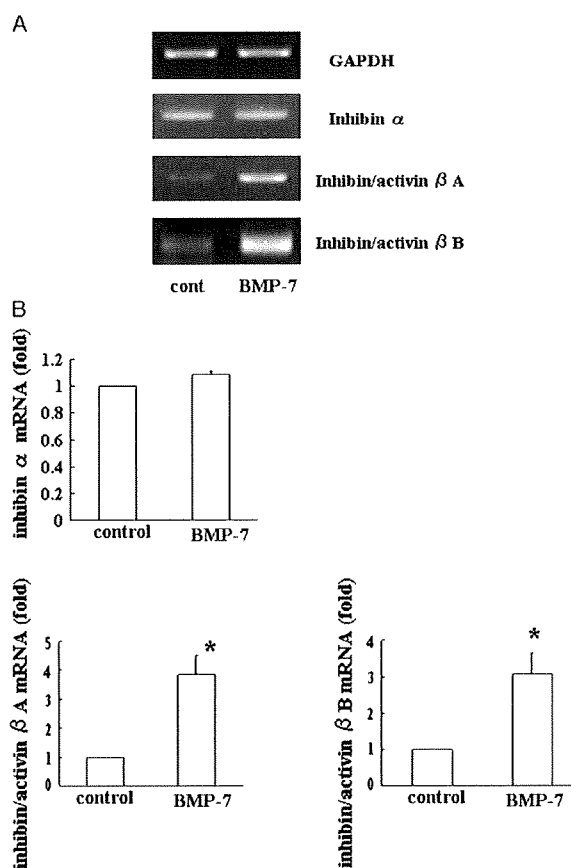 A
GAPDH
Inhibin α
Inhibin/activin β A
Inhibin/activin β B
cont BMP-7
B
inhibin α mRNA (fold)
1.2
1
0.8
0.6
0.4
0.2
0
control BMP-7
inhibin/activin β A mRNA (fold)
5
4
3
2
1
0
*
control BMP-7
inhibin/activin β B mRNA (fold)
4
3
2
1
0
*
control BMP-7